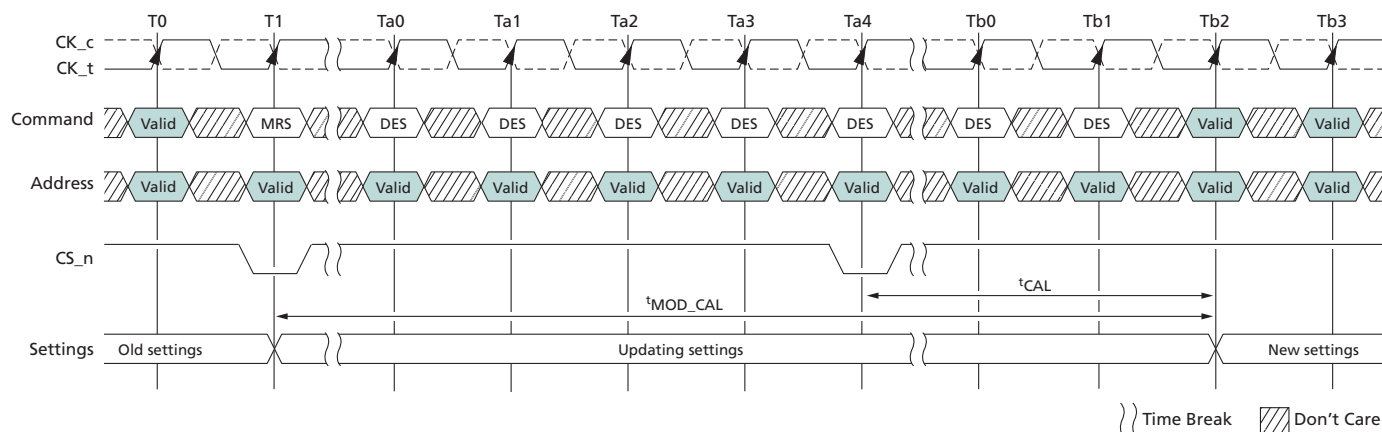 T0 T1 Ta0 Ta1 Ta2 Ta3 Ta4 Tb0 Tb1 Tb2 Tb3
CK_c
CK_t
Command Valid MRS DES DES DES DES DES DES DES Valid Valid
Address Valid Valid Valid Valid Valid Valid Valid Valid Valid Valid Valid
CS_n
tCAL
tMOD_CAL
Settings Old settings Updating settings New settings
Time Break Don't Care